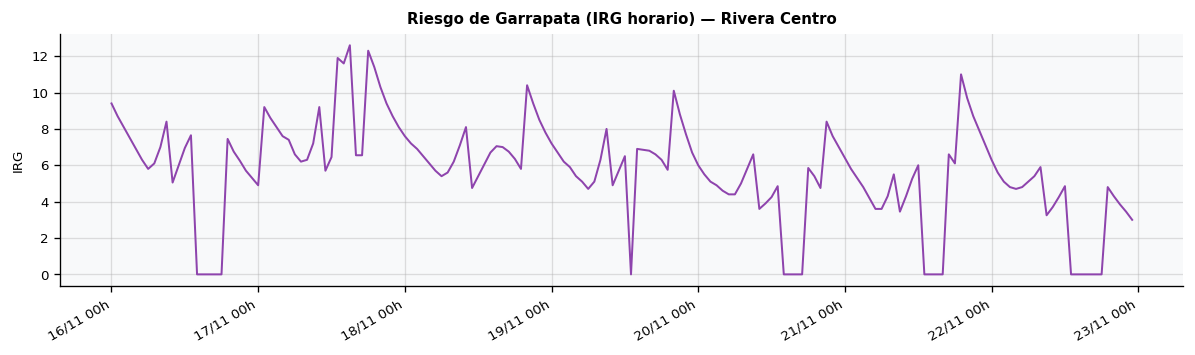 Riesgo de Garrapata (IRG horario) — Rivera Centro
IRG
12
10
8
6
4
2
0
16/11 00h
17/11 00h
18/11 00h
19/11 00h
20/11 00h
21/11 00h
22/11 00h
23/11 00h